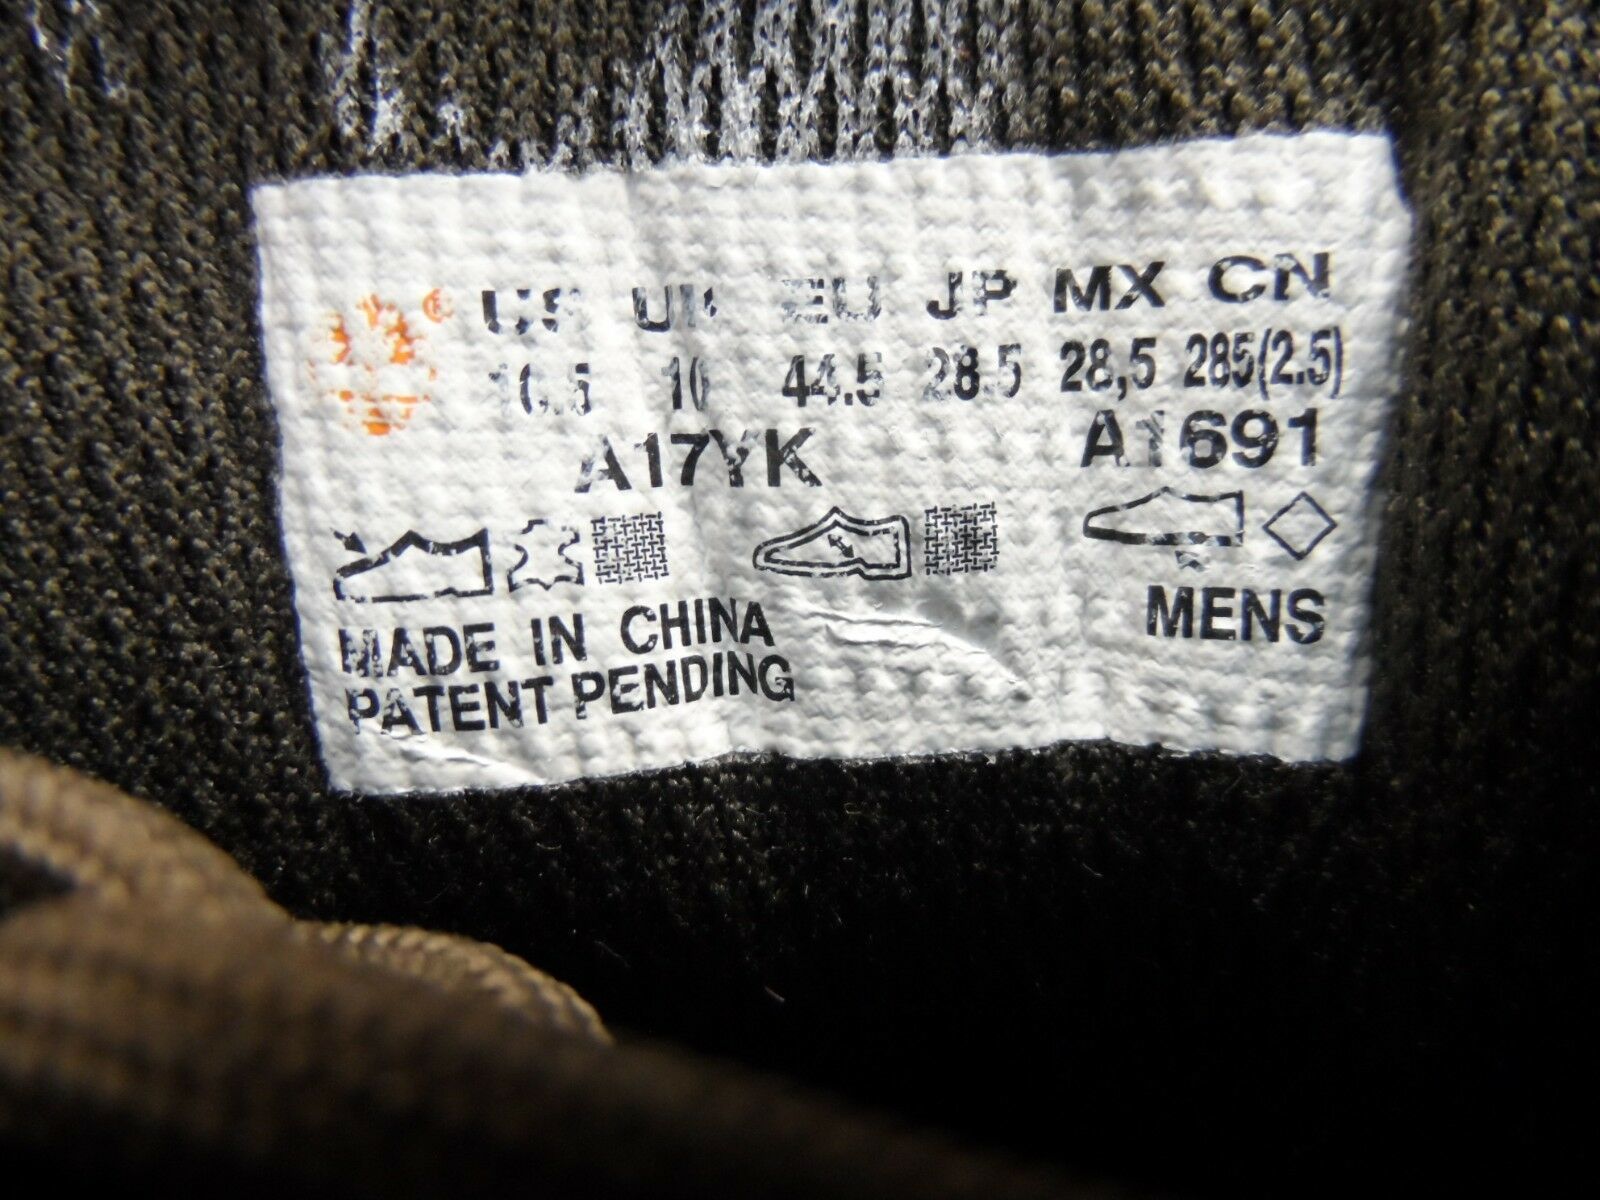 ® US UK EU JP MX CN
10.5 10 44.5 28.5 28,5 285(2.5)
A17YK A1691
MENS
MADE IN CHINA
PATENT PENDING